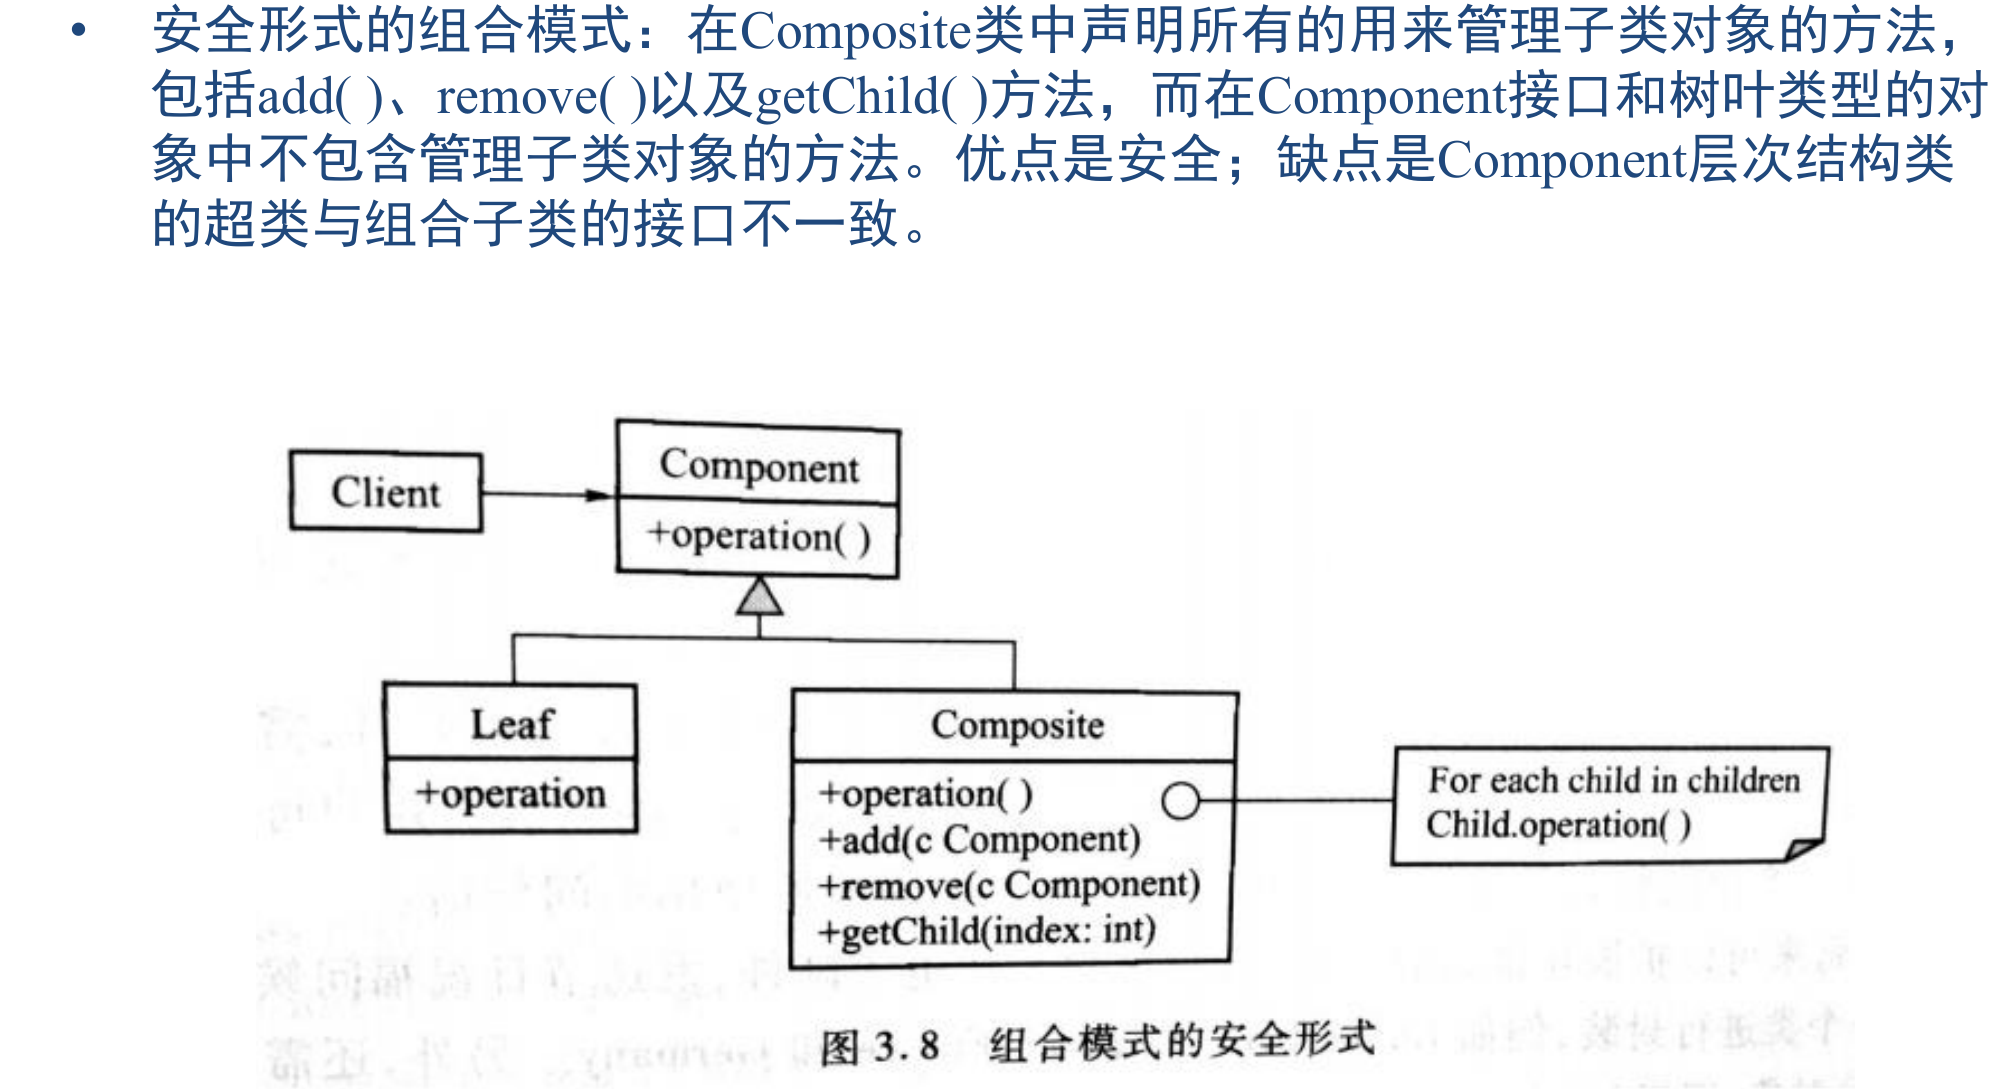 • 安全形式的组合模式：在Composite类中声明所有的用来管理子类对象的方法，
包括add( )、remove( )以及getChild( )方法，而在Component接口和树叶类型的对
象中不包含管理子类对象的方法。优点是安全；缺点是Component层次结构类
的超类与组合子类的接口不一致。
Client
Component
+operation( )
Leaf
+operation
Composite
+operation( )
+add(c Component)
+remove(c Component)
+getChild(index: int)
For each child in children
Child.operation( )
图 3.8 组合模式的安全形式